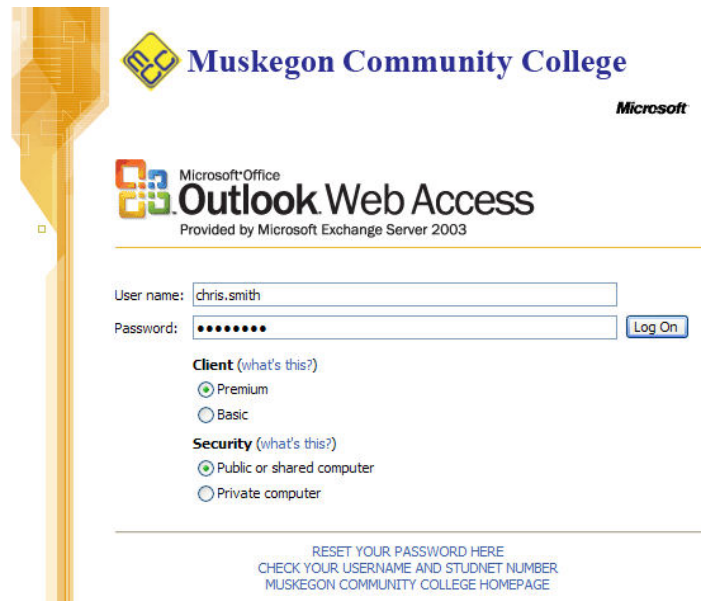 MCC
Muskegon Community College
Microsoft
Microsoft Office
Outlook Web Access
Provided by Microsoft Exchange Server 2003
User name: chris.smith
Password: •••••••• Log On
Client (what's this?)
Premium
Basic
Security (what's this?)
Public or shared computer
Private computer
RESET YOUR PASSWORD HERE
CHECK YOUR USERNAME AND STUDNET NUMBER
MUSKEGON COMMUNITY COLLEGE HOMEPAGE